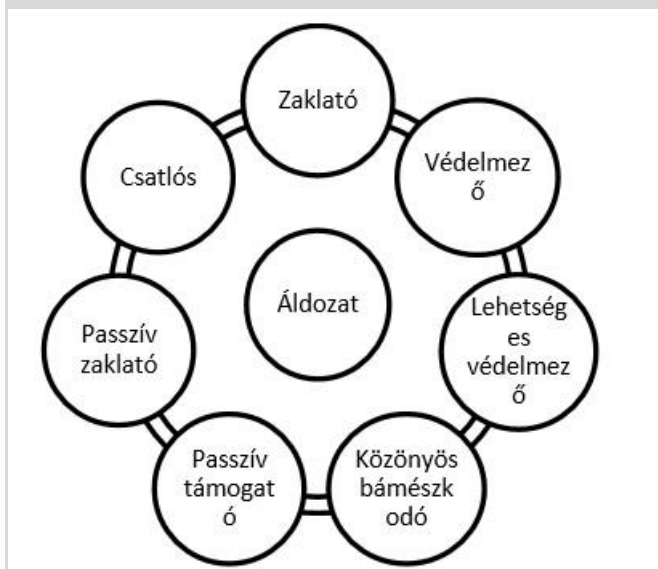 Zaklató
Védelmez
ő
Csatlós
Áldozat
Lehetség
es
védelmez
ő
Passzív
zaklató
Passzív
támogat
ó
Közönyös
bámészk
odó